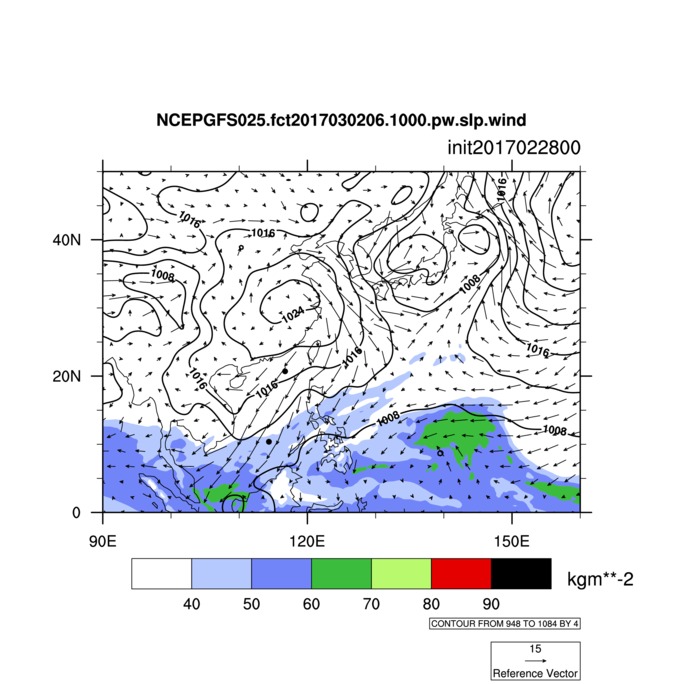 NCEPGFS025.fct2017030206.1000.pw.slp.wind
init2017022800
1016
1016
1016
40N
1008
1008
1024
1016
1016
20N
1016
1016
1008
1008
0
90E 120E 150E
40 50 60 70 80 90
kgm**-2
CONTOUR FROM 948 TO 1084 BY 4
15
Reference Vector